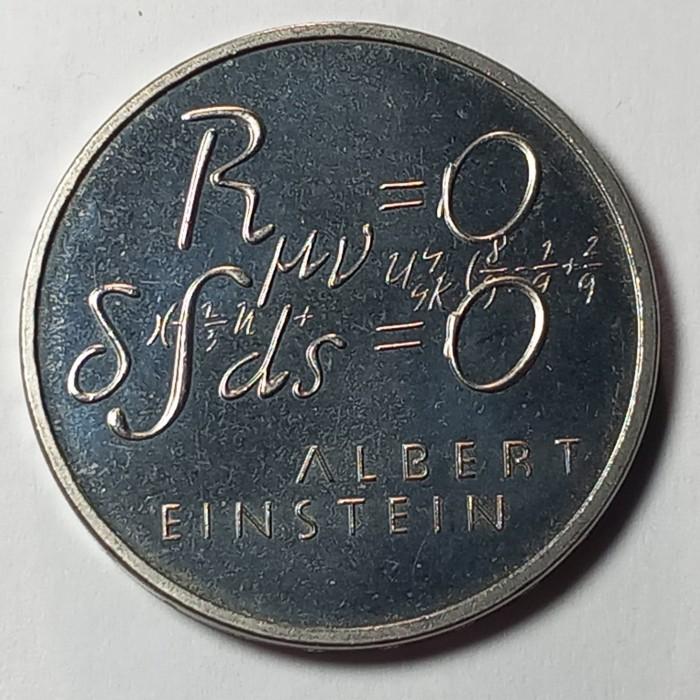 Rμν = 0
δ∫ds = 0
ALBERT
EINSTEIN